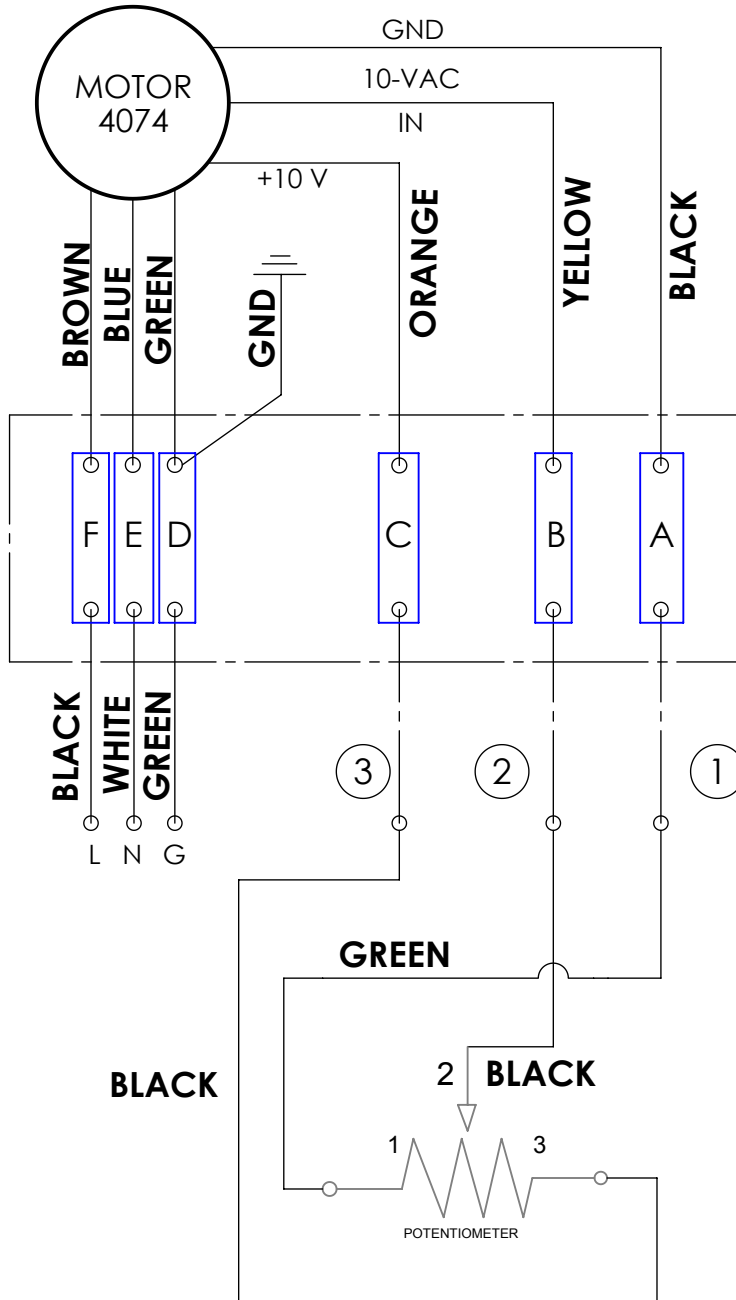 GND
MOTOR
4074
10-VAC
IN
+10 V
BROWN
BLUE
GREEN
GND
ORANGE
YELLOW
BLACK
F
E
D
C
B
A
BLACK
WHITE
GREEN
3
2
1
L N G
GREEN
BLACK
2
BLACK
1
3
POTENTIOMETER